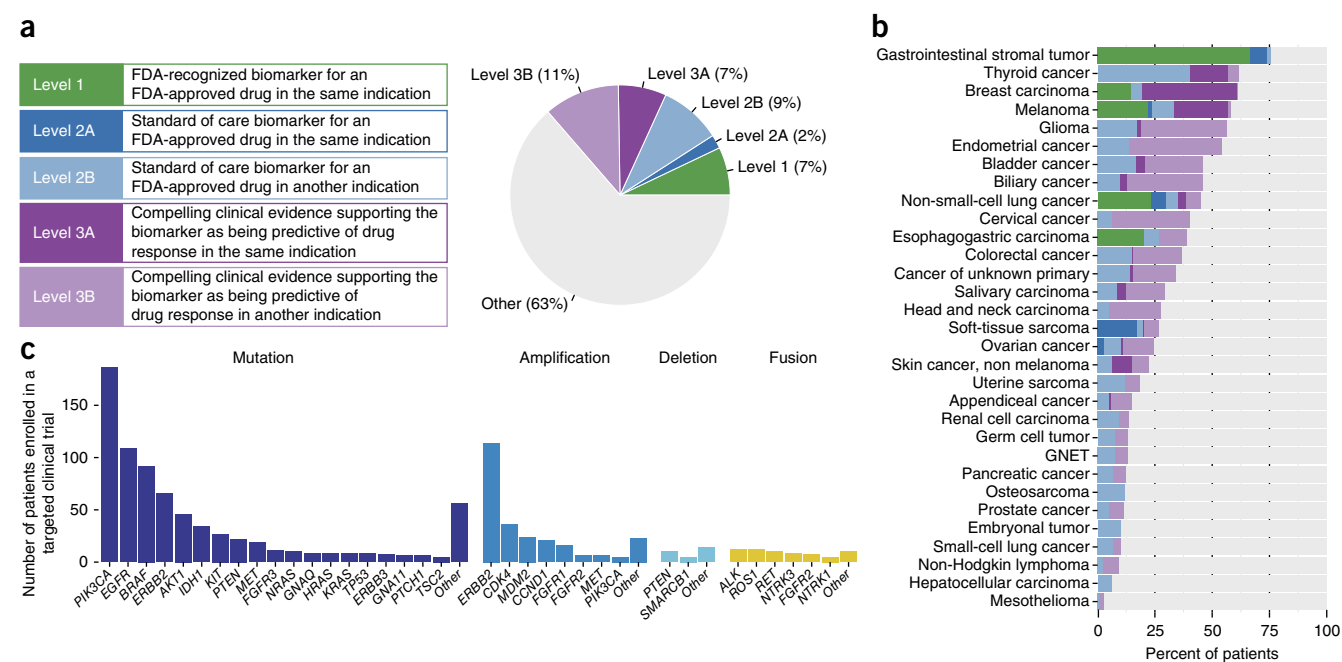 a
Level 1
FDA-recognized biomarker for an
FDA-approved drug in the same indication
Level 2A
Standard of care biomarker for an
FDA-approved drug in the same indication
Level 2B
Standard of care biomarker for an
FDA-approved drug in another indication
Level 3A
Compelling clinical evidence supporting the
biomarker as being predictive of drug
response in the same indication
Level 3B
Compelling clinical evidence supporting the
biomarker as being predictive of
drug response in another indication
Level 3B (11%)
Level 3A (7%)
Level 2B (9%)
Level 2A (2%)
Level 1 (7%)
Other (63%)
b
Gastrointestinal stromal tumor
Thyroid cancer
Breast carcinoma
Melanoma
Glioma
Endometrial cancer
Bladder cancer
Biliary cancer
Non-small-cell lung cancer
Cervical cancer
Esophagogastric carcinoma
Colorectal cancer
Cancer of unknown primary
Salivary carcinoma
Head and neck carcinoma
Soft-tissue sarcoma
Ovarian cancer
Skin cancer, non melanoma
Uterine sarcoma
Appendiceal cancer
Renal cell carcinoma
Germ cell tumor
GNET
Pancreatic cancer
Osteosarcoma
Prostate cancer
Embryonal tumor
Small-cell lung cancer
Non-Hodgkin lymphoma
Hepatocellular carcinoma
Mesothelioma
0 25 50 75 100
Percent of patients
c
Number of patients enrolled in a
targeted clinical trial
150
100
50
0
Mutation
PIK3CA
EGFR
BRAF
ERBB2
AKT1
IDH1
KIT
PTEN
MET
FGFR3
NRAS
GNAQ
HRAS
KRAS
TP53
ERBB3
GNA11
PTCH1
TSC2
Other
Amplification
ERBB2
CDK4
MDM2
CCND1
FGFR1
FGFR2
MET
PIK3CA
Other
Deletion
PTEN
SMARCB1
Other
Fusion
ALK
ROS1
RET
NTRK3
FGFR2
NTRK1
Other